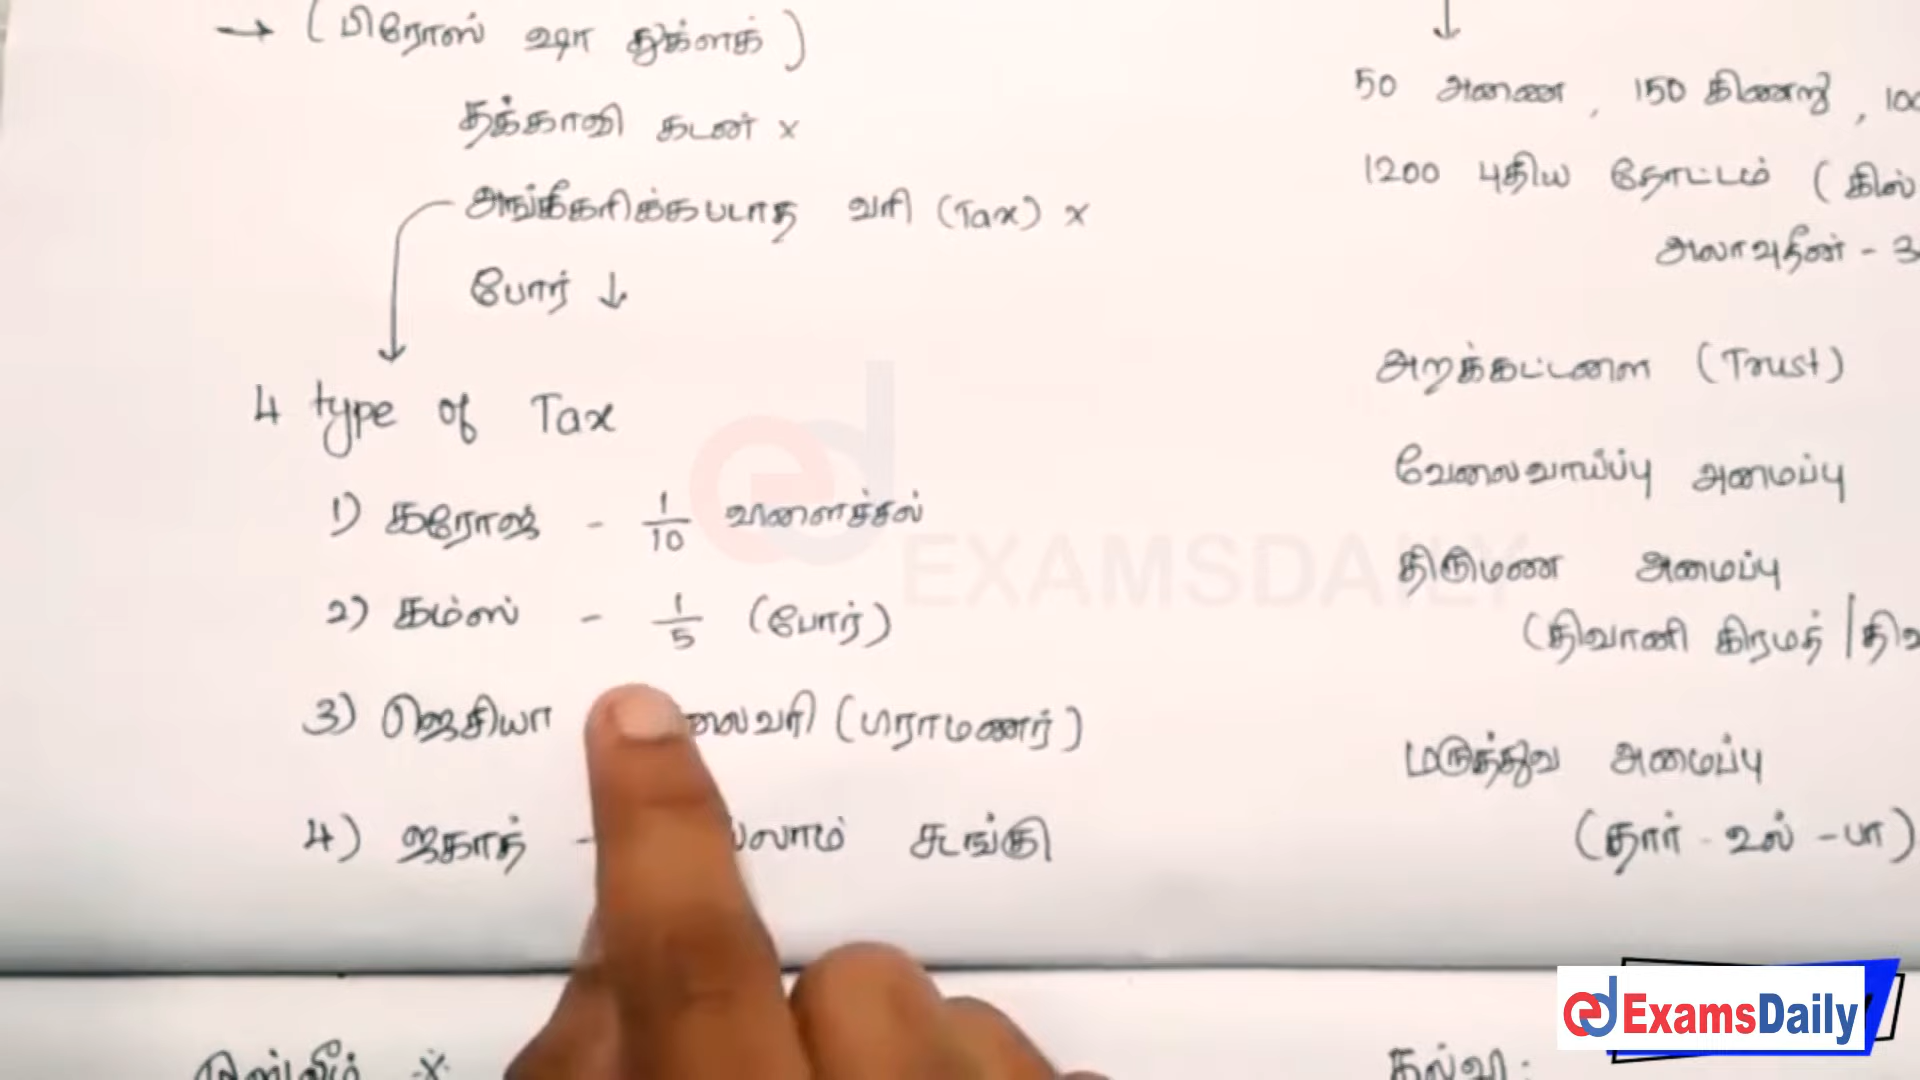 → (பிரோஸ் ஷா துக்ளக்)
தக்காவி கடன் ×
அங்கீகரிக்கபடாத வரி (Tax) ×
போர் ↓
4 type of Tax
1) கரோஜ் - 1/10 விளைச்சல்
2) கம்ஸ் - 1/5 (போர்)
3) ஜெசியா லைவரி (பிராமணர்)
4) ஜகாத் - லாம் சடங்கு
↓
50 அணை, 150 கிணறு, 100
1200 புதிய தோட்டம் (கிஸ்
அலாவுதீன் - 3
அறக்கட்டளை (Trust)
வேலைவாய்ப்பு அமைப்பு
திருமண அமைப்பு
(திவானி கிரமத் | திவ
மருத்துவ அமைப்பு
(தார் - உல் - பா)
கல்வி :
EXAMSDAILY
ExamsDaily